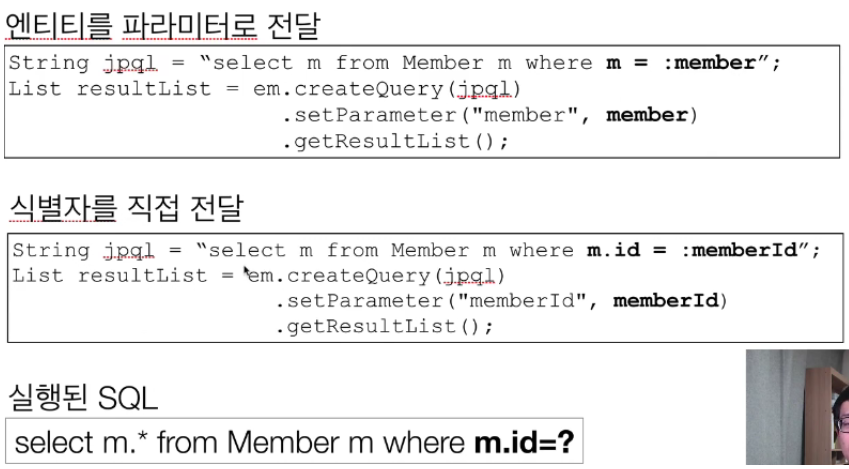 엔티티를 파라미터로 전달
String jpql = “select m from Member m where m = :member”;
List resultList = em.createQuery(jpql)
.setParameter("member", member)
.getResultList();
식별자를 직접 전달
String jpql = “select m from Member m where m.id = :memberId”;
List resultList = em.createQuery(jpql)
.setParameter("memberId", memberId)
.getResultList();
실행된 SQL
select m.* from Member m where m.id=?